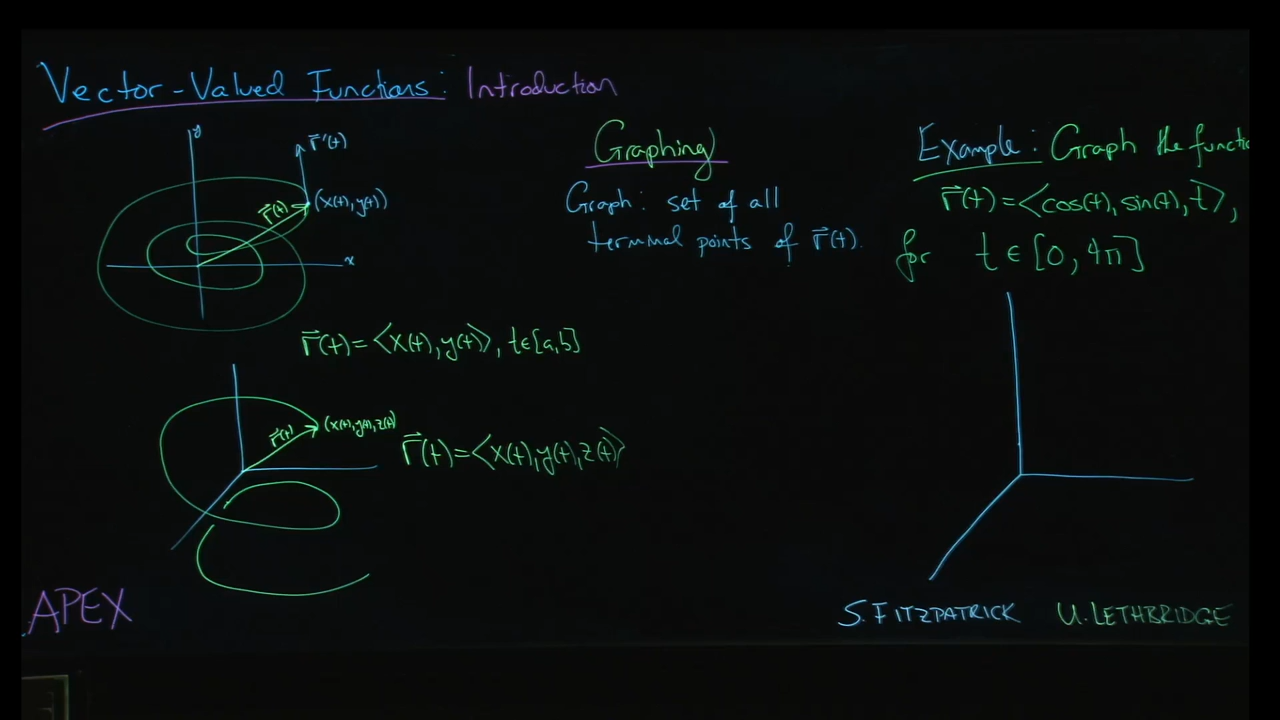 Vector-Valued Functions: Introduction
y
r⃗'(t)
(x(t), y(t))
r⃗(t)
x
r⃗(t) = ⟨x(t), y(t)⟩, t∈[a,b]
(x(t), y(t), z(t))
r⃗(t)
r⃗(t) = ⟨x(t), y(t), z(t)⟩
Graphing
Graph: set of all
terminal points of r⃗(t).
Example: Graph the functio
r⃗(t) = ⟨cos(t), sin(t), t⟩,
for t ∈ [0, 4π]
APEX
S. FITZPATRICK U. LETHBRIDGE